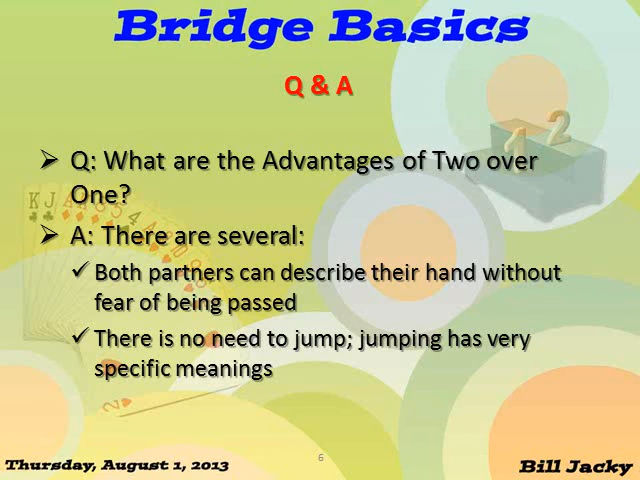 Bridge Basics
Q & A
Q: What are the Advantages of Two over
One?
A: There are several:
Both partners can describe their hand without
fear of being passed
There is no need to jump; jumping has very
specific meanings
Thursday, August 1, 2013
6
Bill Jacky
1
2
K J A